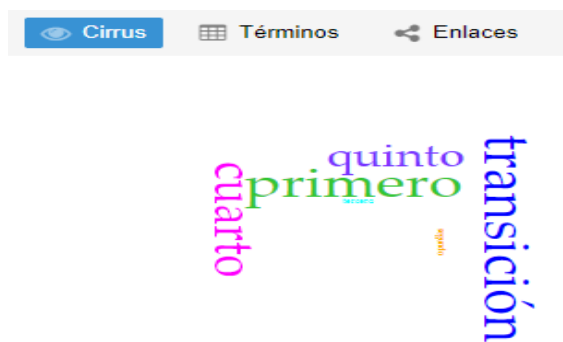 Cirrus Términos Enlaces
quinto
primero
cuarto
transición